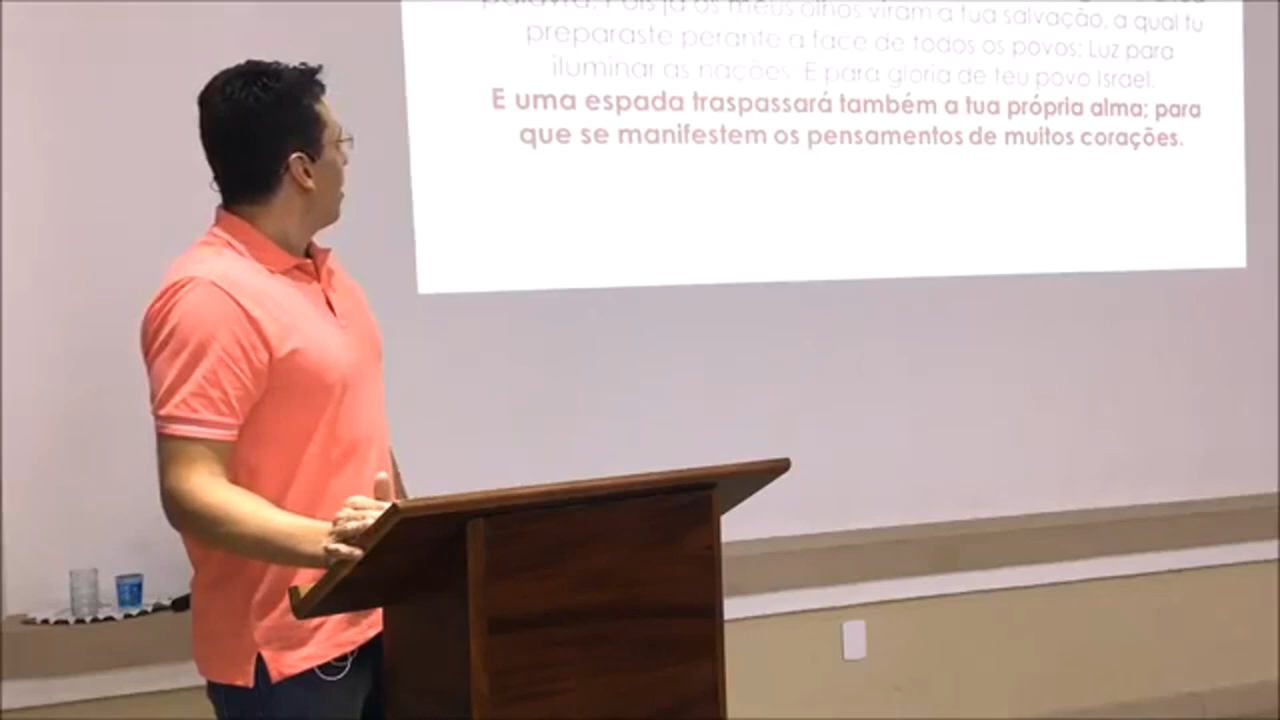 palavra. Pois já os meus olhos viram a tua salvação, a qual tu
preparaste perante a face de todos os povos; Luz para
iluminar as nações. E para glória de teu povo Israel.
E uma espada traspassará também a tua própria alma; para
que se manifestem os pensamentos de muitos corações.